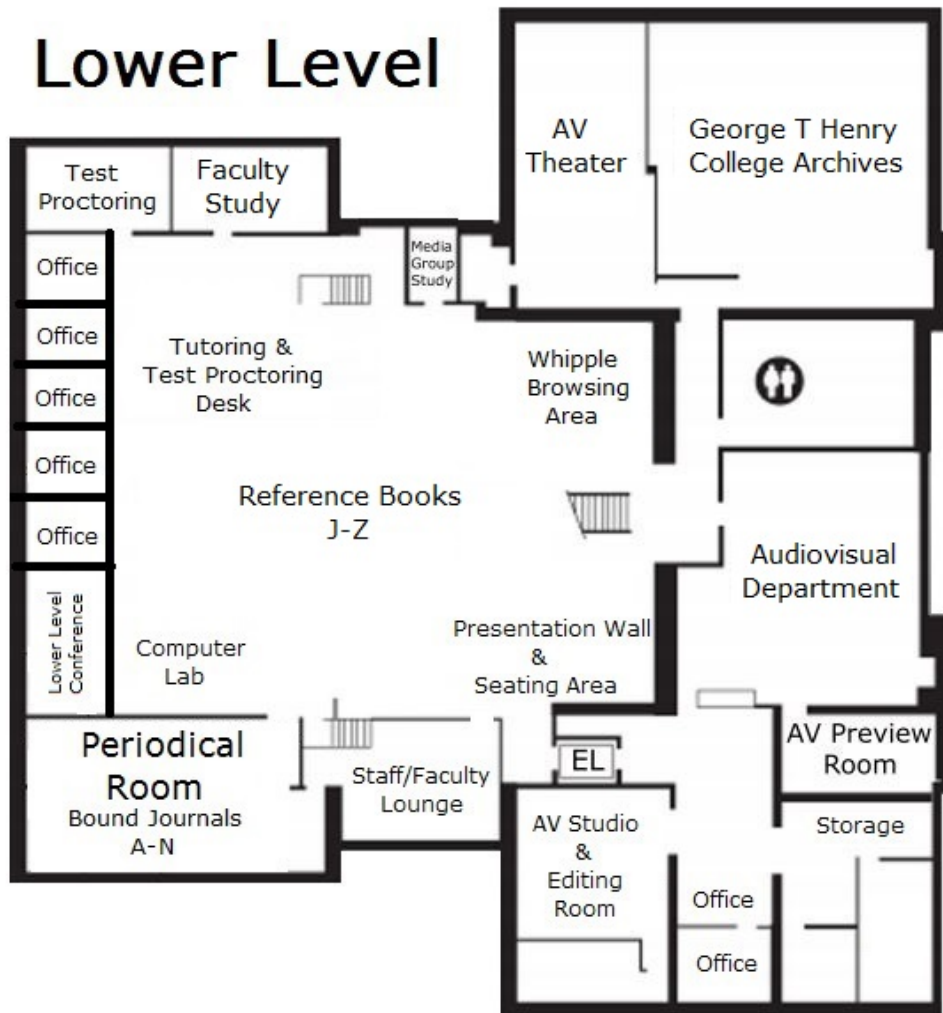 Lower Level
AV
Theater
George T Henry
College Archives
Test
Proctoring
Faculty
Study
Media
Group
Study
Office
Office
Office
Office
Office
Tutoring &
Test Proctoring
Desk
Whipple
Browsing
Area
Reference Books
J-Z
Audiovisual
Department
Lower Level
Conference
Computer
Lab
Presentation Wall
&
Seating Area
Periodical
Room
Bound Journals
A-N
Staff/Faculty
Lounge
EL
AV Preview
Room
AV Studio
&
Editing
Room
Storage
Office
Office